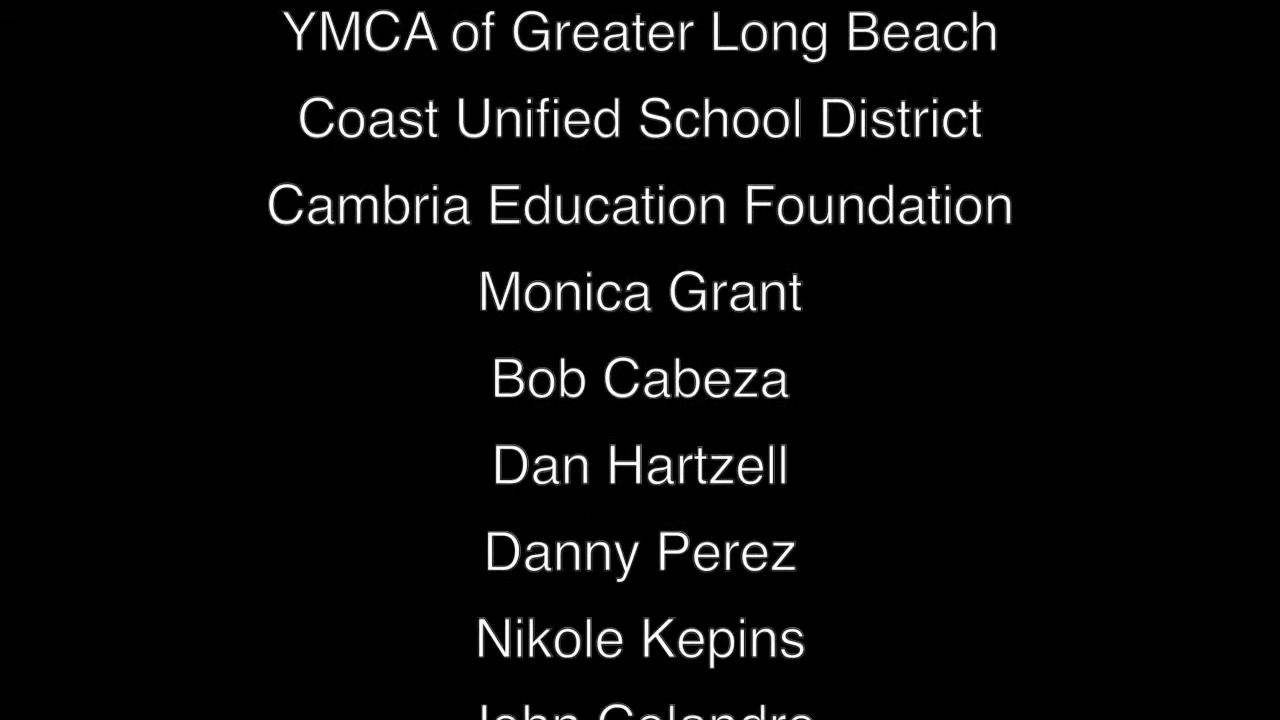 YMCA of Greater Long Beach
Coast Unified School District
Cambria Education Foundation
Monica Grant
Bob Cabeza
Dan Hartzell
Danny Perez
Nikole Kepins
John